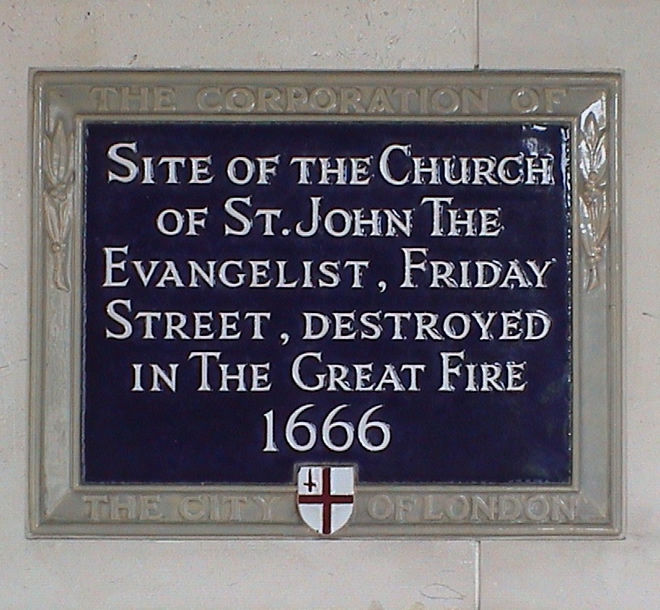 THE CORPORATION OF
SITE OF THE CHURCH
OF ST. JOHN THE
EVANGELIST, FRIDAY
STREET, DESTROYED
IN THE GREAT FIRE
1666
THE CITY OF LONDON